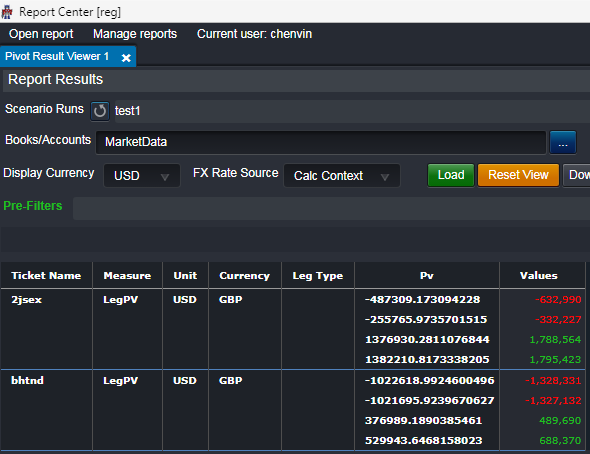 Report Center [reg]
Open report Manage reports Current user: chenvin
Pivot Result Viewer 1 ×
Report Results
Scenario Runs test1
Books/Accounts MarketData ...
Display Currency USD FX Rate Source Calc Context Load Reset View Dow
Pre-Filters
Ticket Name Measure Unit Currency Leg Type Pv Values
2jsex LegPV USD GBP -487309.173094228 -632,990
-255765.9735701515 -332,227
1376930.2811076844 1,788,564
1382210.8173338205 1,795,423
bhtnd LegPV USD GBP -1022618.9924600496 -1,328,331
-1021695.9239670627 -1,327,132
376989.1890385461 489,690
529943.6468158023 688,370